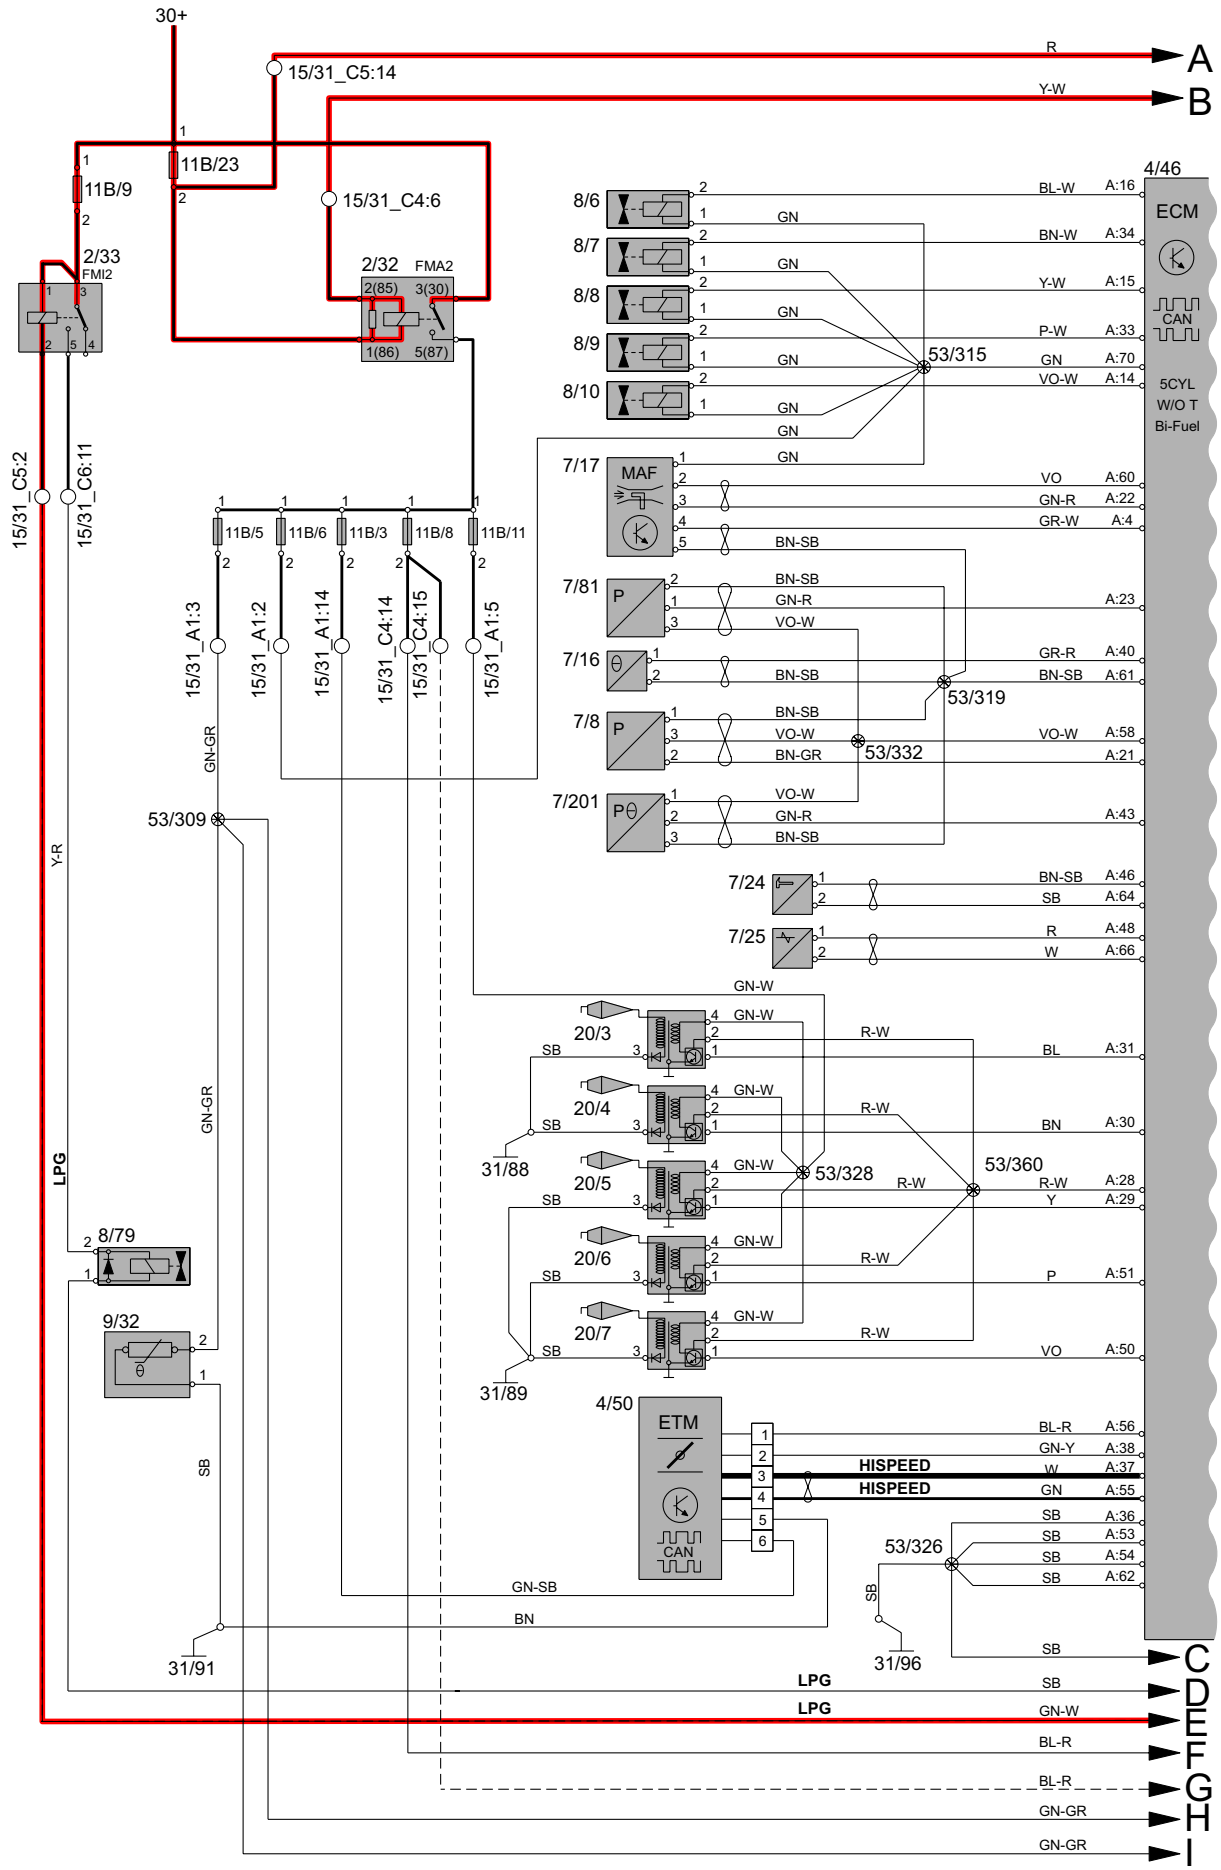 30+
R
A
15/31_C5:14
Y-W
B
1
1
11B/23
11B/9
2
2
15/31_C4:6
2/33
FMI2
1
3
2
5
4
2/32
FMA2
2(85)
3(30)
1(86)
5(87)
4/46
ECM
CAN
5CYL
W/O T
Bi-Fuel
8/6
2
BL-W
A:16
1
GN
8/7
2
BN-W
A:34
1
GN
8/8
2
Y-W
A:15
1
GN
8/9
2
P-W
A:33
53/315
1
GN
GN
A:70
8/10
2
VO-W
A:14
1
GN
GN
7/17
MAF
1
GN
2
VO
A:60
3
GN-R
A:22
4
GR-W
A:4
5
BN-SB
15/31_C5:2
15/31_C6:11
1
1
1
1
1
11B/5
11B/6
11B/3
11B/8
11B/11
2
2
2
2
2
15/31_A1:3
15/31_A1:2
15/31_A1:14
15/31_C4:14
15/31_C4:15
15/31_A1:5
7/81
P
2
BN-SB
1
GN-R
A:23
3
VO-W
7/16
θ
1
GR-R
A:40
2
BN-SB
BN-SB
A:61
53/319
7/8
P
1
BN-SB
3
VO-W
VO-W
A:58
53/332
2
BN-GR
A:21
7/201
Pθ
1
VO-W
2
GN-R
A:43
3
BN-SB
GN-GR
53/309
Y-R
7/24
1
BN-SB
A:46
2
SB
A:64
7/25
1
R
A:48
2
W
A:66
GN-W
20/3
4
GN-W
2
R-W
SB
3
1
BL
A:31
GN-GR
20/4
4
GN-W
2
R-W
SB
3
1
BN
A:30
31/88
LPG
20/5
4
GN-W
53/328
53/360
2
R-W
R-W
A:28
SB
3
1
Y
A:29
20/6
4
GN-W
2
R-W
SB
3
1
P
A:51
20/7
4
GN-W
2
R-W
SB
3
1
VO
A:50
31/89
8/79
2
1
9/32
2
θ
1
SB
4/50
ETM
CAN
1
BL-R
A:56
2
GN-Y
A:38
3
HISPEED
W
A:37
4
HISPEED
GN
A:55
5
6
SB
A:36
SB
A:53
53/326
SB
A:54
SB
A:62
SB
31/96
GN-SB
BN
31/91
SB
C
LPG
SB
D
LPG
GN-W
E
BL-R
F
BL-R
G
GN-GR
H
GN-GR
I